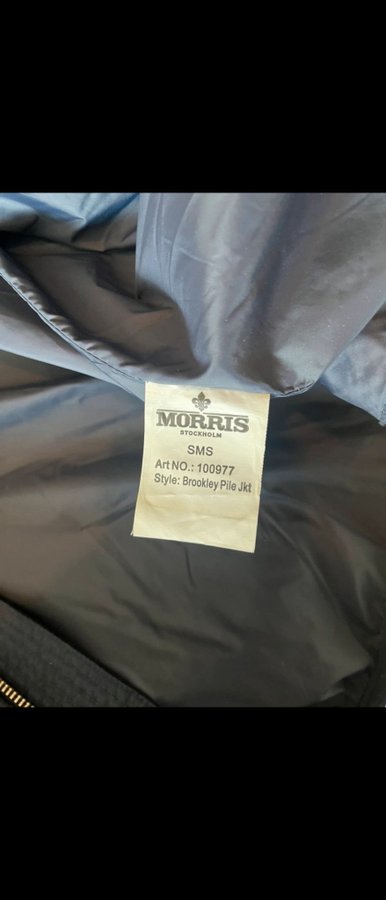 MORRIS
STOCKHOLM
SMS
Art NO.: 100977
Style: Brookley Pile Jkt